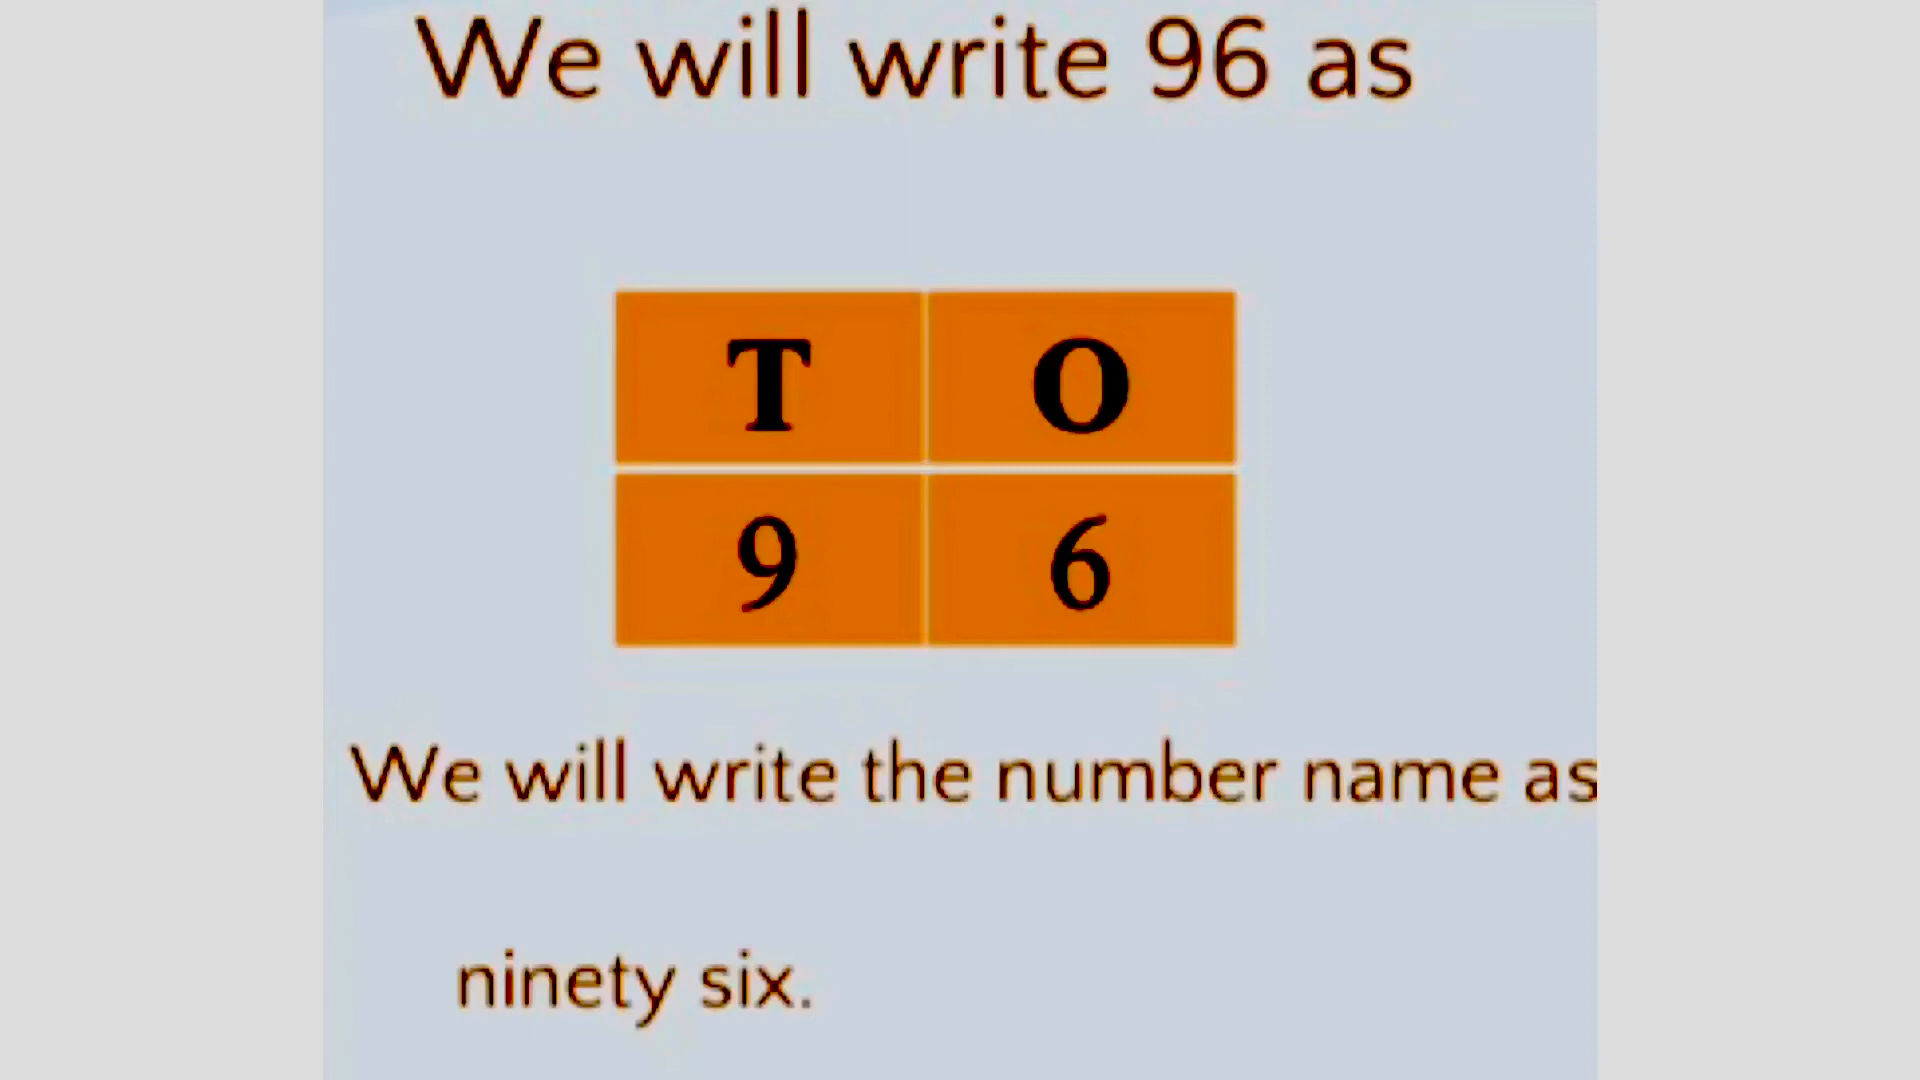 We will write 96 as
T O
9 6
We will write the number name as
ninety six.